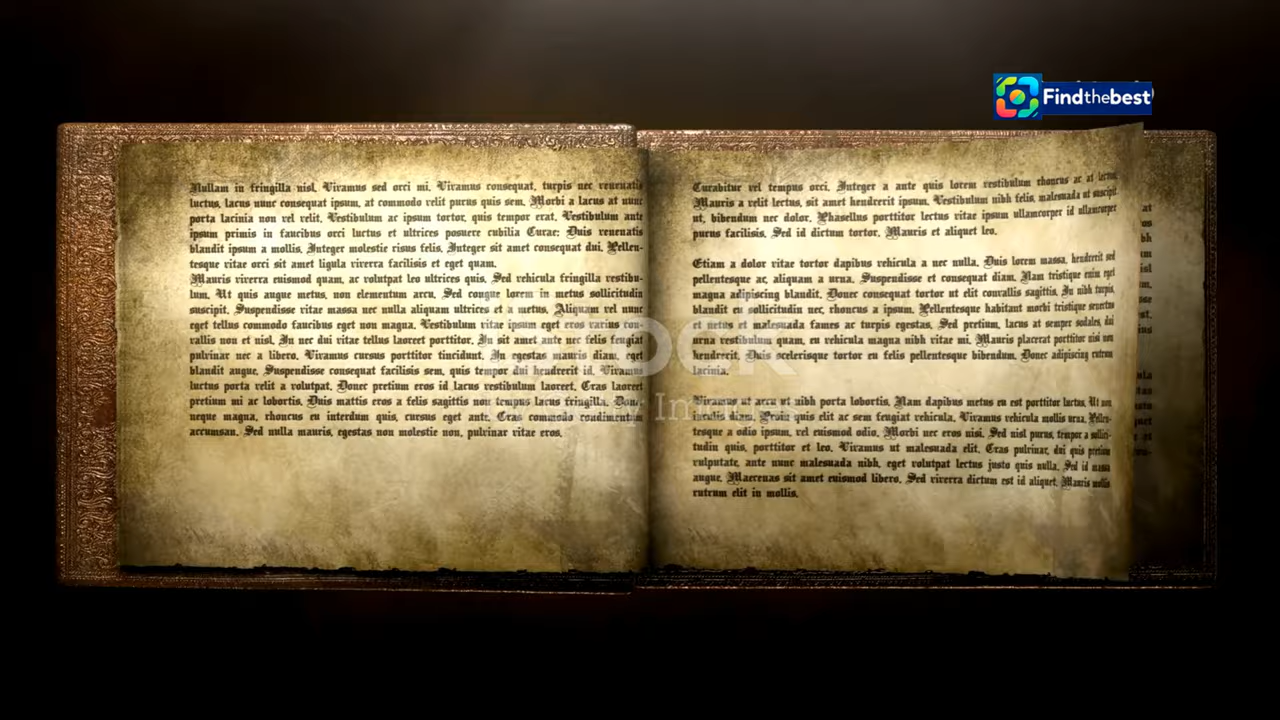 Findthebest
Nullam in fringilla nisl. Vivamus sed orci mi. Vivamus consequat, turpis nec venenatis
luctus, lacus nunc consequat ipsum, at commodo velit purus quis sem. Morbi a lacus at nunc
porta lacinia non vel velit. Vestibulum ac ipsum tortor, quis tempor erat. Vestibulum ante
ipsum primis in faucibus orci luctus et ultrices posuere cubilia Curae; Duis venenatis
blandit ipsum a mollis. Integer molestie risus felis. Integer sit amet consequat dui. Pellen-
tesque vitae orci sit amet ligula viverra facilisis et eget quam.
Mauris viverra euismod quam, ac volutpat leo ultrices quis. Sed vehicula fringilla vestibu-
lum. Ut quis augue metus, non elementum arcu. Sed congue lorem in metus sollicitudin
suscipit. Suspendisse vitae massa nec nulla aliquam ultrices et a metus. Aliquam vel nunc
eget tellus commodo faucibus eget non magna. Vestibulum vitae ipsum eget eros varius con-
vallis non et nisl. In nec dui vitae tellus laoreet porttitor. In sit amet ante nec felis feugiat
pulvinar nec a libero. Vivamus cursus porttitor tincidunt. In egestas mauris diam, eget
blandit augue. Suspendisse consequat facilisis sem, quis tempor dui hendrerit id. Vivamus
luctus porta velit a volutpat. Donec pretium eros id lacus vestibulum laoreet. Cras laoreet
pretium mi ac lobortis. Duis mattis eros a felis sagittis non tempus lacus fringilla. Donec
neque magna, rhoncus eu interdum quis, cursus eget ante. Cras commodo condimentum
accumsan. Sed nulla mauris, egestas non molestie non, pulvinar vitae eros.
Curabitur vel tempus orci. Integer a ante quis lorem vestibulum rhoncus ac at lectus
Mauris a velit lectus, sit amet hendrerit ipsum. Vestibulum nibh felis, malesuada ut suscipit
ut, bibendum nec dolor. Phasellus porttitor lectus vitae ipsum ullamcorper id ullamcorper
purus facilisis. Sed id dictum tortor. Mauris et aliquet leo.
Etiam a dolor vitae tortor dapibus vehicula a nec nulla. Duis lorem massa, hendrerit sed
pellentesque ac, aliquam a urna. Suspendisse et consequat diam. Nam tristique enim eget
magna adipiscing blandit. Donec consequat tortor ut elit convallis sagittis. In nibh turpis,
blandit eu sollicitudin nec, rhoncus a ipsum. Pellentesque habitant morbi tristique senectus
et netus et malesuada fames ac turpis egestas. Sed pretium, lacus at semper sodales, dui
urna vestibulum quam, eu vehicula magna nibh vitae mi. Mauris placerat porttitor nisi non
hendrerit. Duis scelerisque tortor eu felis pellentesque bibendum. Donec adipiscing rutrum
lacinia.
Vivamus ut arcu ut nibh porta lobortis. Nam dapibus metus eu est porttitor luctus. Ut non
iaculis diam. Proin quis elit ac sem feugiat vehicula. Vivamus vehicula mollis urna. Pellen-
tesque a odio ipsum, vel euismod odio. Morbi nec eros nisi. Sed nisl purus, tempor a sollici-
tudin quis, porttitor et leo. Vivamus ut malesuada elit. Cras pulvinar, dui quis pretium
vulputate, ante nunc malesuada nibh, eget volutpat lectus justo quis nulla. Sed id massa
augue. Maecenas sit amet euismod libero. Sed viverra dictum est id aliquet. Mauris mollis
rutrum elit in mollis.